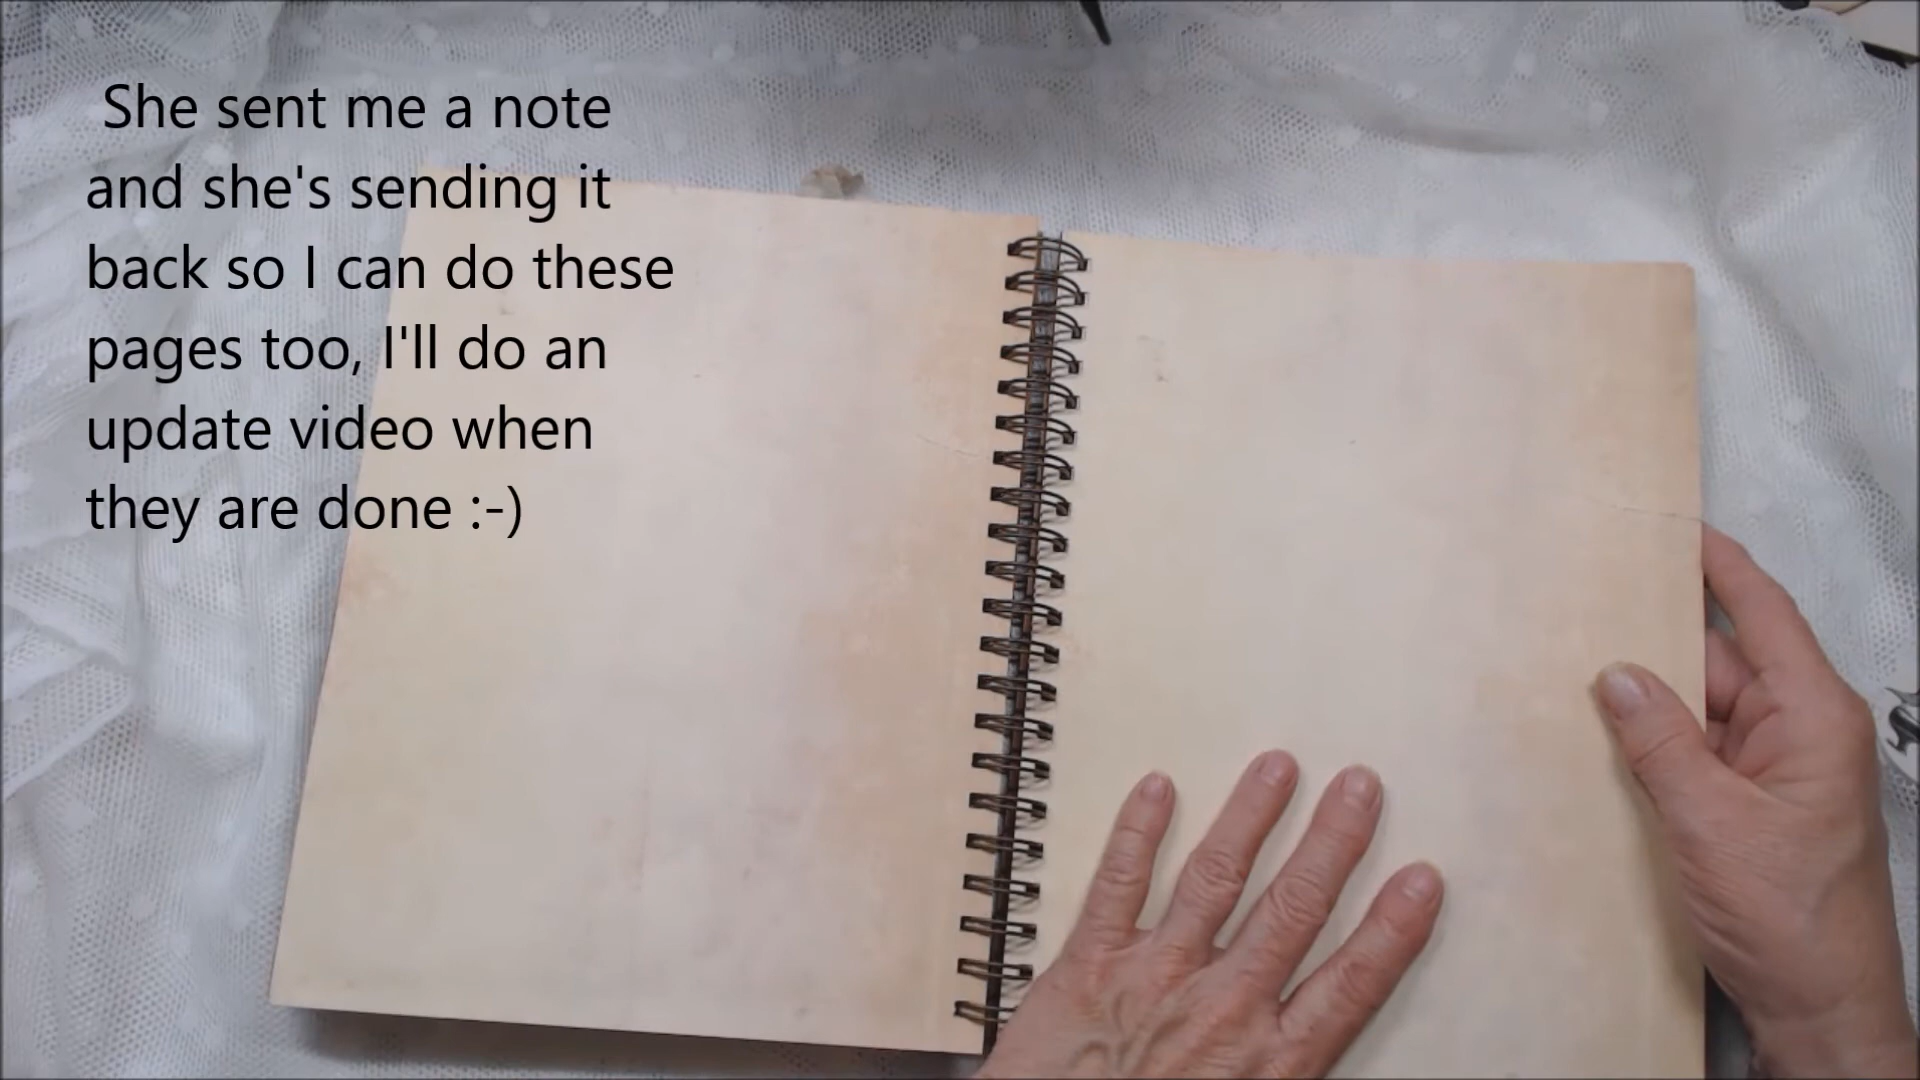 She sent me a note
and she's sending it
back so I can do these
pages too, I'll do an
update video when
they are done :-)